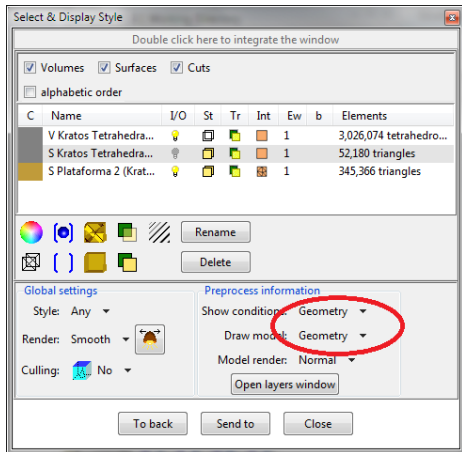 Select & Display Style
Double click here to integrate the window
Volumes Surfaces Cuts
alphabetic order
C Name I/O St Tr Int Ew b Elements
V Kratos Tetrahedra... 1 3,026,074 tetrahedro...
S Kratos Tetrahedra... 1 52,180 triangles
S Plataforma 2 (Krat... 1 345,366 triangles
Rename
Delete
Global settings Preprocess information
Style: Any Show conditions: Geometry
Render: Smooth Draw model: Geometry
Culling: No Model render: Normal
Open layers window
To back Send to Close